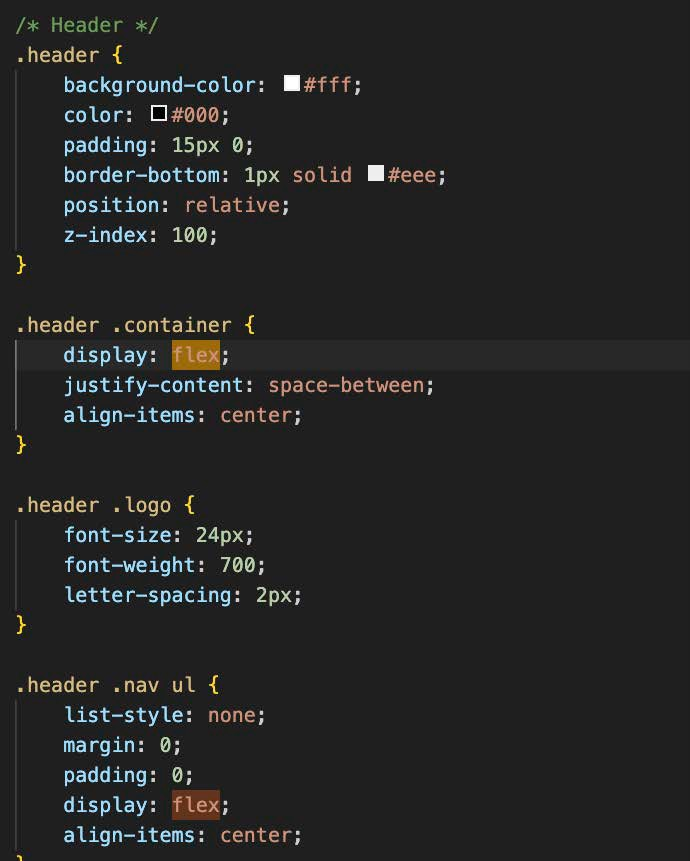 /* Header */
.header {
    background-color: #fff;
    color: #000;
    padding: 15px 0;
    border-bottom: 1px solid #eee;
    position: relative;
    z-index: 100;
}

.header .container {
    display: flex;
    justify-content: space-between;
    align-items: center;
}

.header .logo {
    font-size: 24px;
    font-weight: 700;
    letter-spacing: 2px;
}

.header .nav ul {
    list-style: none;
    margin: 0;
    padding: 0;
    display: flex;
    align-items: center;
}